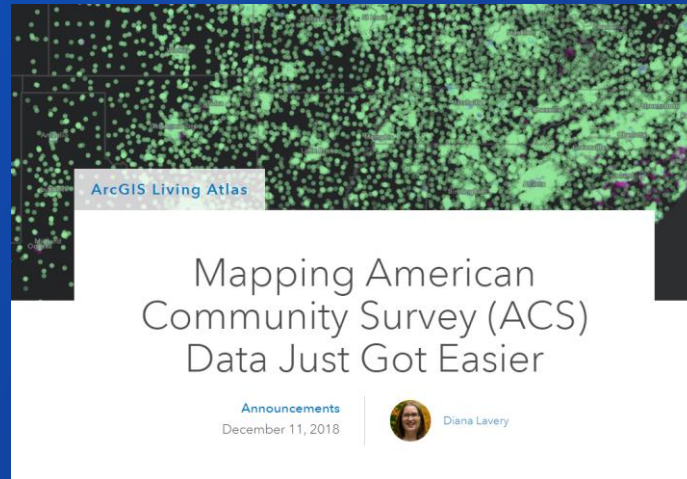 ArcGIS Living Atlas
Mapping American
Community Survey (ACS)
Data Just Got Easier
Announcements
December 11, 2018
Diana Lavery